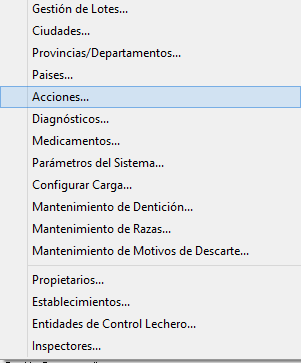 Gestión de Lotes...
Ciudades...
Provincias/Departamentos...
Paises...
Acciones...
Diagnósticos...
Medicamentos...
Parámetros del Sistema...
Configurar Carga...
Mantenimiento de Dentición...
Mantenimiento de Razas...
Mantenimiento de Motivos de Descarte...
Propietarios...
Establecimientos...
Entidades de Control Lechero...
Inspectores...